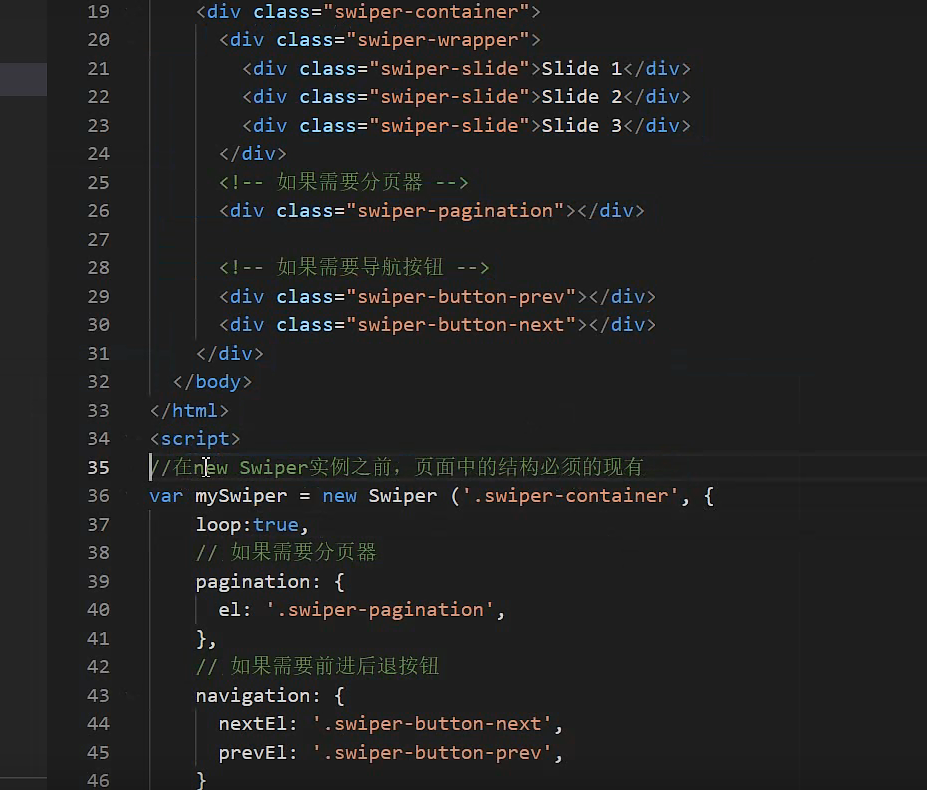 19 <div class="swiper-container">
20 <div class="swiper-wrapper">
21 <div class="swiper-slide">Slide 1</div>
22 <div class="swiper-slide">Slide 2</div>
23 <div class="swiper-slide">Slide 3</div>
24 </div>
25 <!-- 如果需要分页器 -->
26 <div class="swiper-pagination"></div>
27
28 <!-- 如果需要导航按钮 -->
29 <div class="swiper-button-prev"></div>
30 <div class="swiper-button-next"></div>
31 </div>
32 </body>
33 </html>
34 <script>
35 //在new Swiper实例之前，页面中的结构必须的现有
36 var mySwiper = new Swiper ('.swiper-container', {
37 loop:true,
38 // 如果需要分页器
39 pagination: {
40 el: '.swiper-pagination',
41 },
42 // 如果需要前进后退按钮
43 navigation: {
44 nextEl: '.swiper-button-next',
45 prevEl: '.swiper-button-prev',
46 }